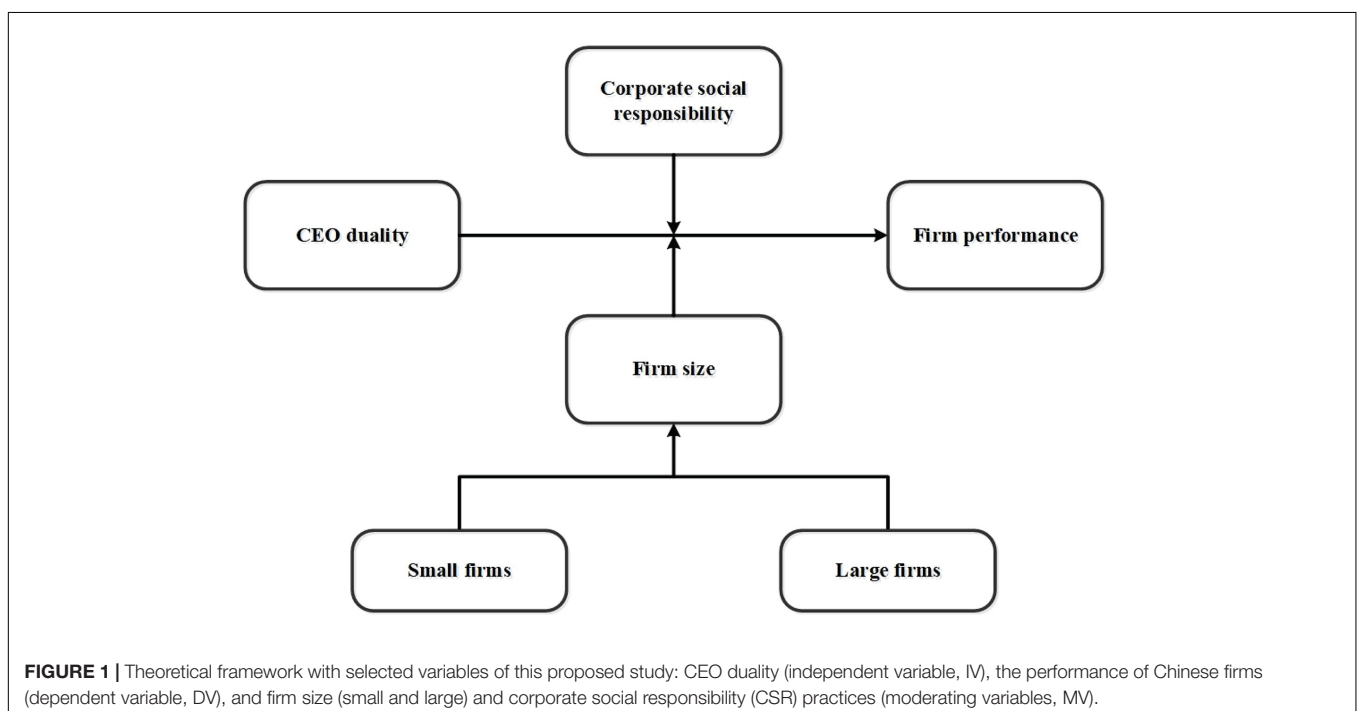 Corporate social
responsibility
CEO duality
Firm performance
Firm size
Small firms
Large firms
FIGURE 1 | Theoretical framework with selected variables of this proposed study: CEO duality (independent variable, IV), the performance of Chinese firms
(dependent variable, DV), and firm size (small and large) and corporate social responsibility (CSR) practices (moderating variables, MV).